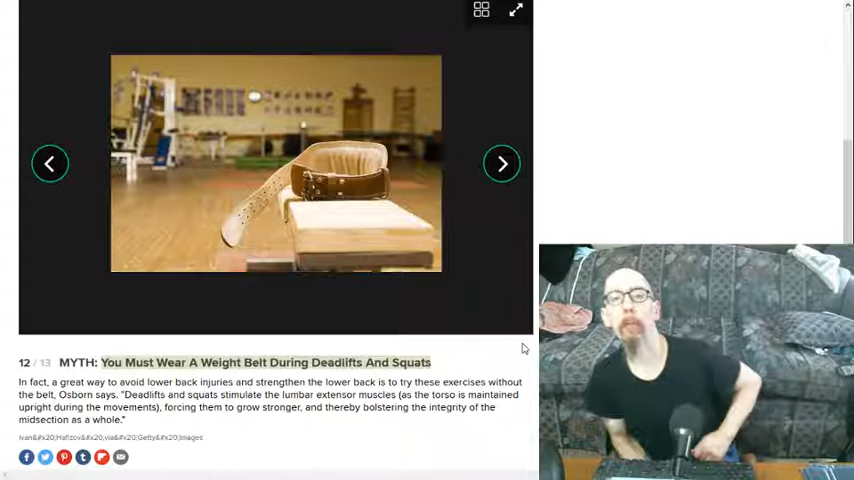 12 / 13 MYTH: You Must Wear A Weight Belt During Deadlifts And Squats
In fact, a great way to avoid lower back injuries and strengthen the lower back is to try these exercises without
the belt, Osborn says. "Deadlifts and squats stimulate the lumbar extensor muscles (as the torso is maintained
upright during the movements), forcing them to grow stronger, and thereby bolstering the integrity of the
midsection as a whole."
Ivan&#x20;Hafizov&#x20;via&#x20;Getty&#x20;Images